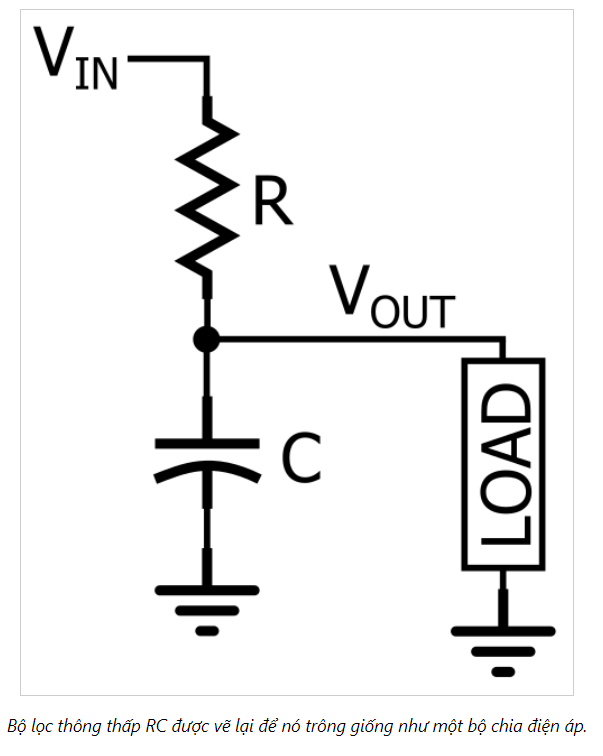 VIN
R
VOUT
C
LOAD
Bộ lọc thông thấp RC được vẽ lại để nó trông giống như một bộ chia điện áp.